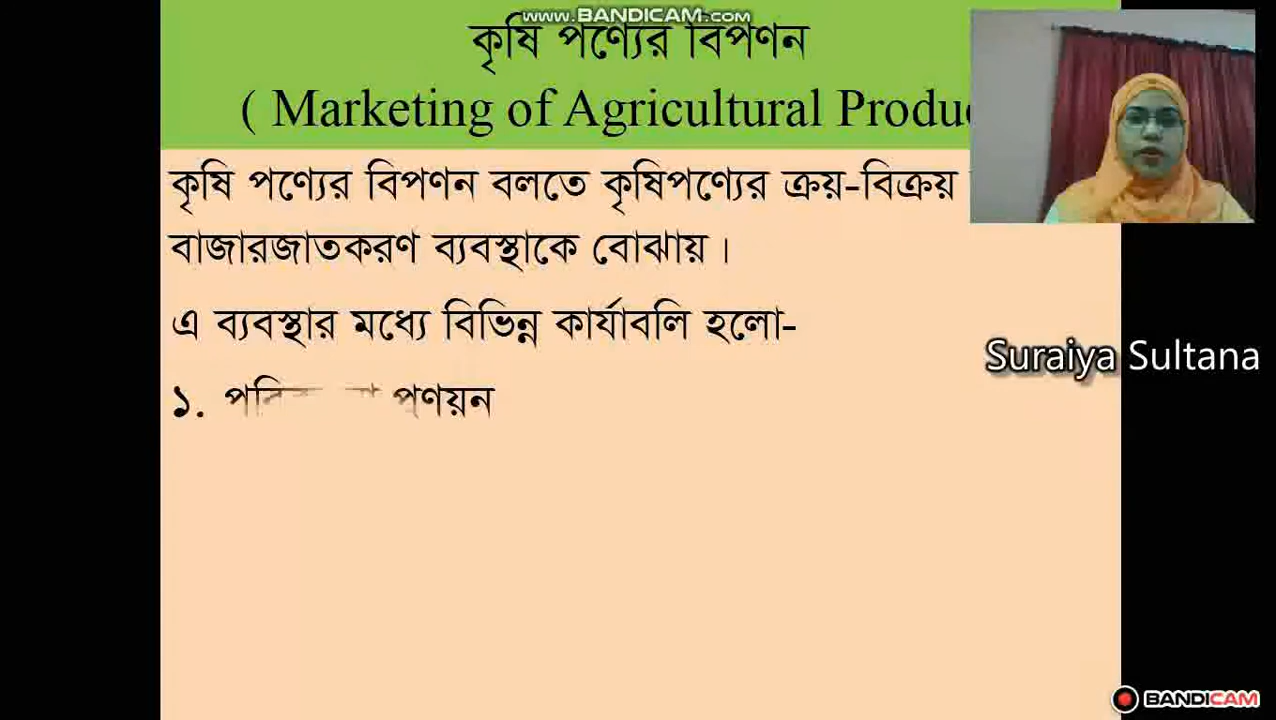 www.BANDICAM.com
কৃষি পণ্যের বিপণন
( Marketing of Agricultural
কৃষি পণ্যের বিপণন বলতে কৃষিপণ্যের ক্রয়-বিক্রয়
বাজারজাতকরণ ব্যবস্থাকে বোঝায়।
এ ব্যবস্থার মধ্যে বিভিন্ন কার্যাবলি হলো-
Suraiya Sultana
১. প্রণয়ন
BANDICAM